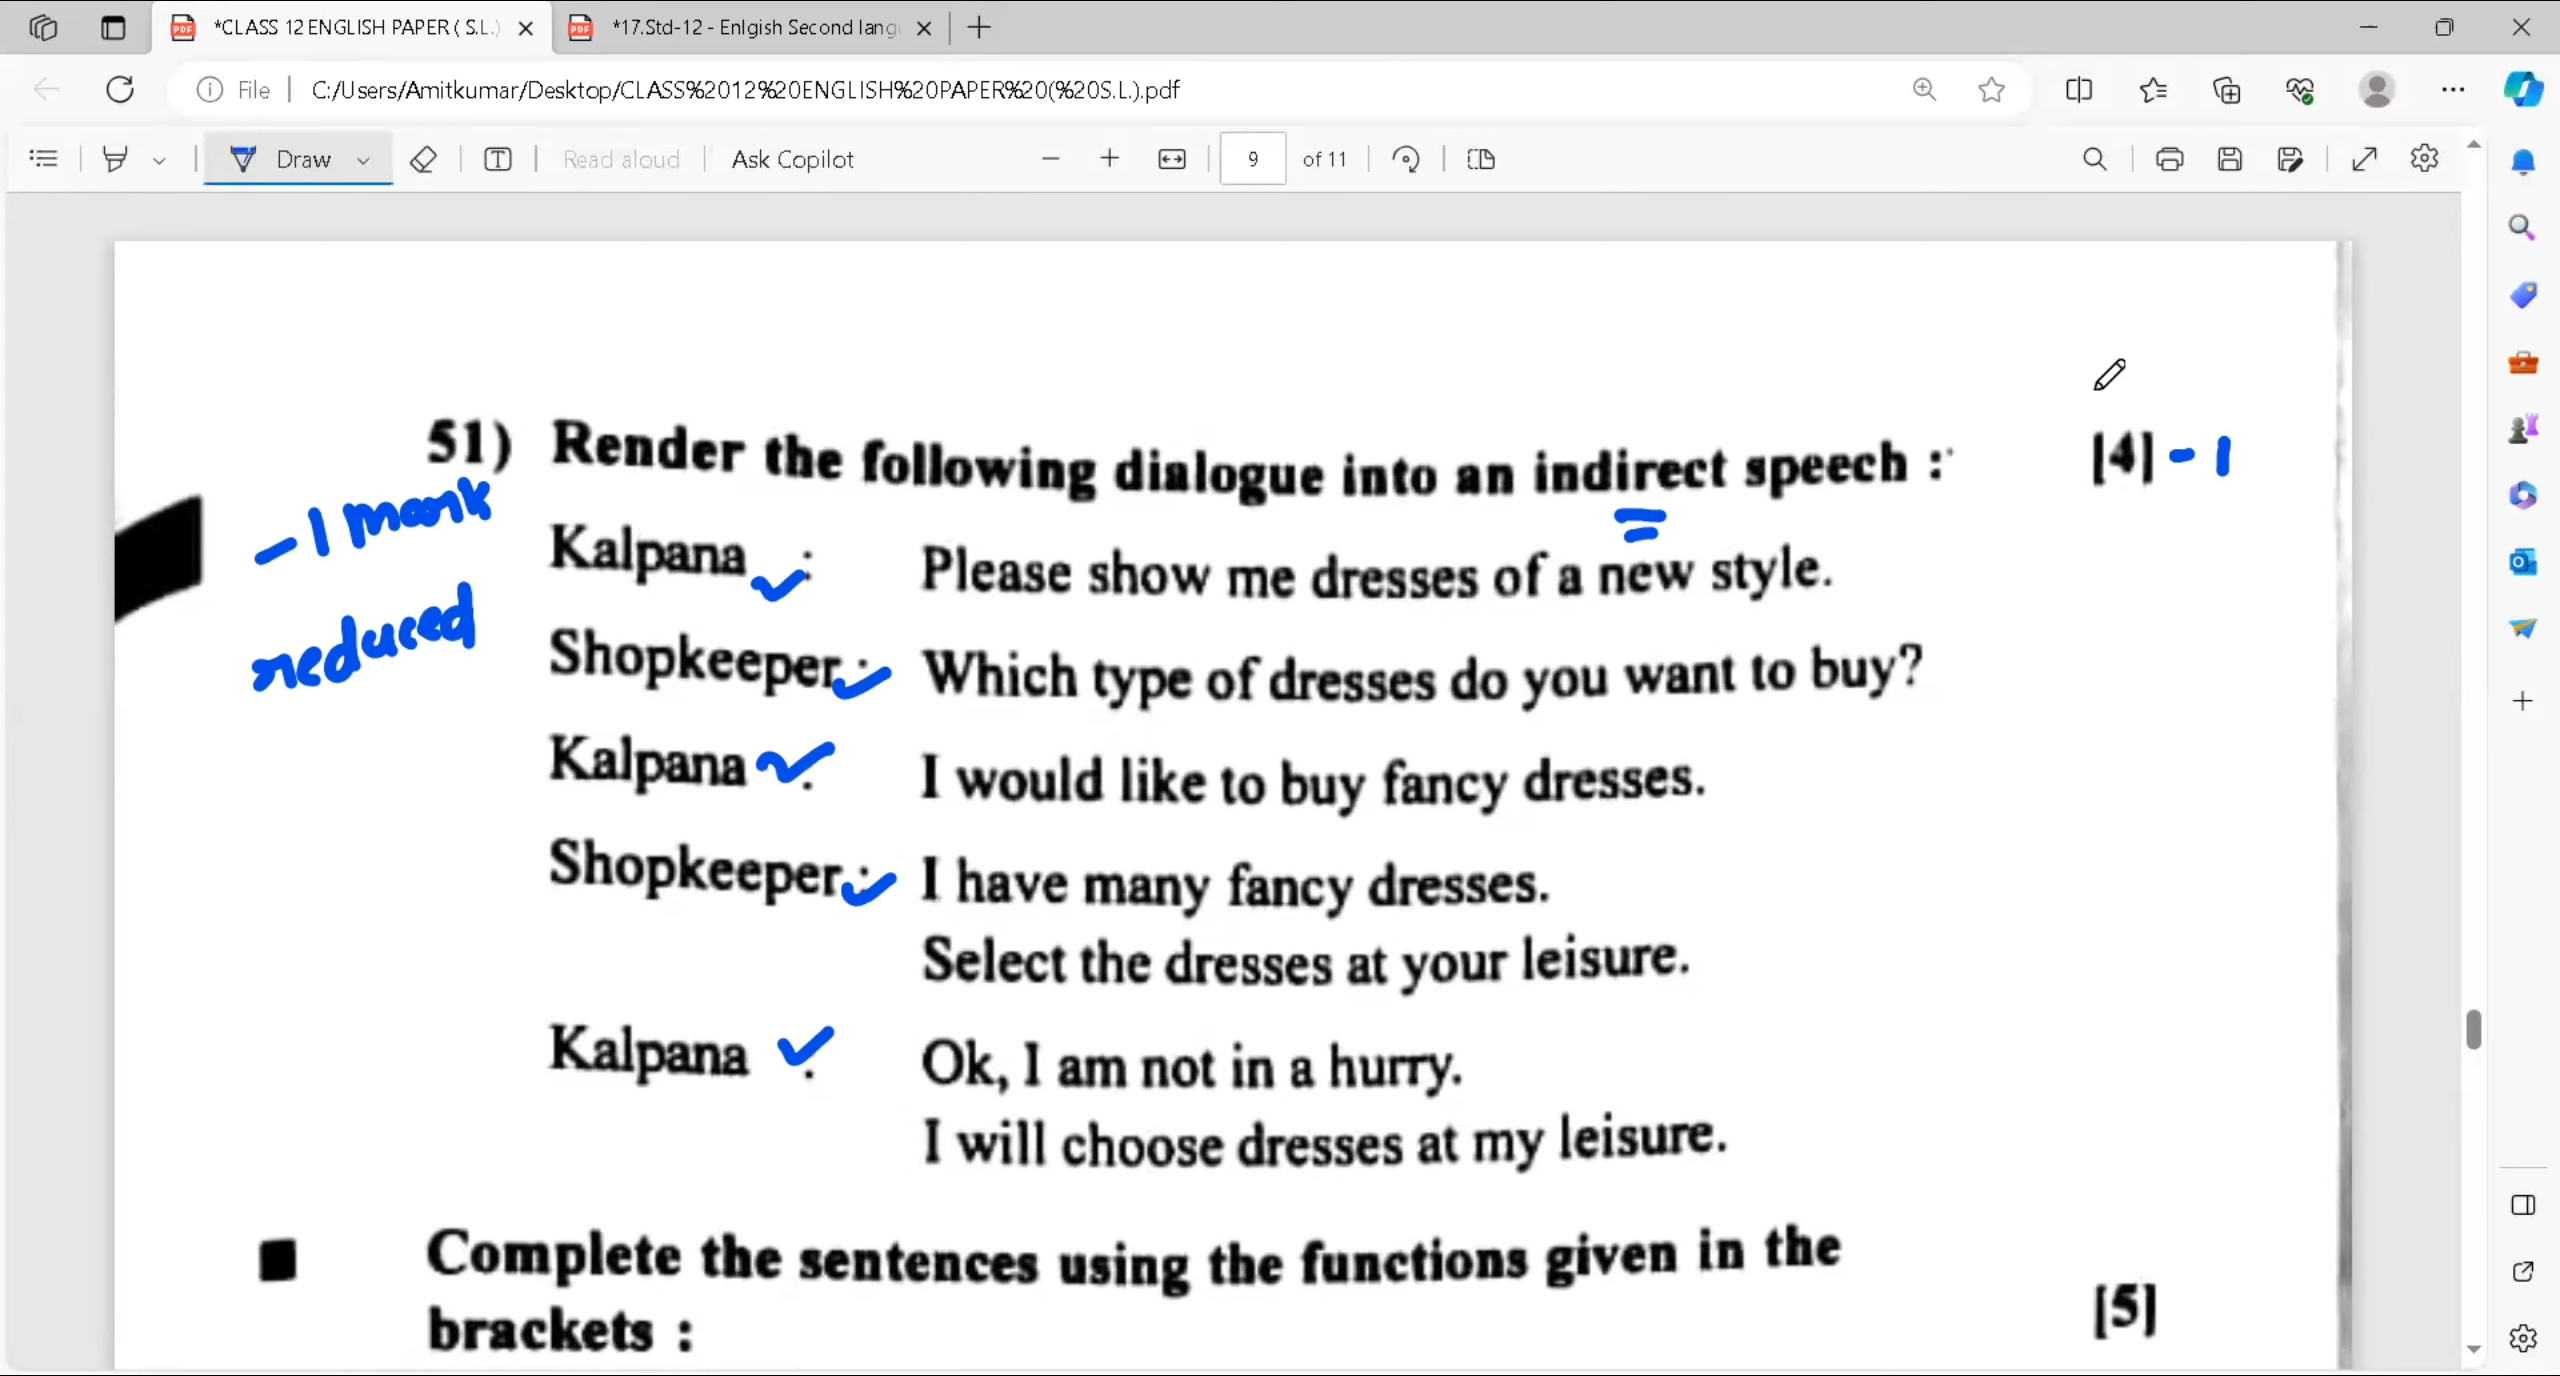 *CLASS 12 ENGLISH PAPER ( S.L.)
*17.Std-12 - Enlgish Second lang
File
C:/Users/Amitkumar/Desktop/CLASS%2012%20ENGLISH%20PAPER%20(%20S.L.).pdf
Draw
Read aloud
Ask Copilot
9 of 11
51) Render the following dialogue into an indirect speech : [4] - 1
- 1 mark
reduced
Kalpana : Please show me dresses of a new style.
Shopkeeper : Which type of dresses do you want to buy?
Kalpana : I would like to buy fancy dresses.
Shopkeeper : I have many fancy dresses.
Select the dresses at your leisure.
Kalpana : Ok, I am not in a hurry.
I will choose dresses at my leisure.
Complete the sentences using the functions given in the
brackets : [5]